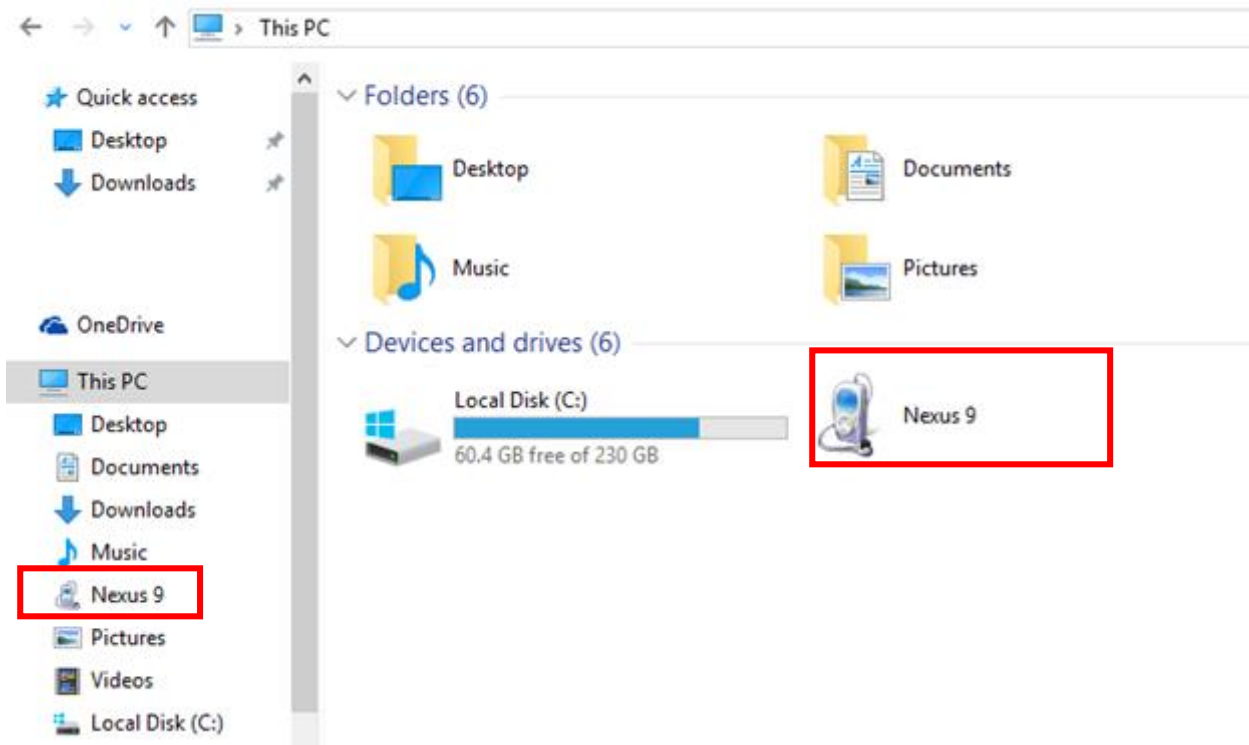 This PC
Quick access
Desktop
Downloads
OneDrive
This PC
Desktop
Documents
Downloads
Music
Nexus 9
Pictures
Videos
Local Disk (C:)
Folders (6)
Desktop
Documents
Music
Pictures
Devices and drives (6)
Local Disk (C:)
60.4 GB free of 230 GB
Nexus 9